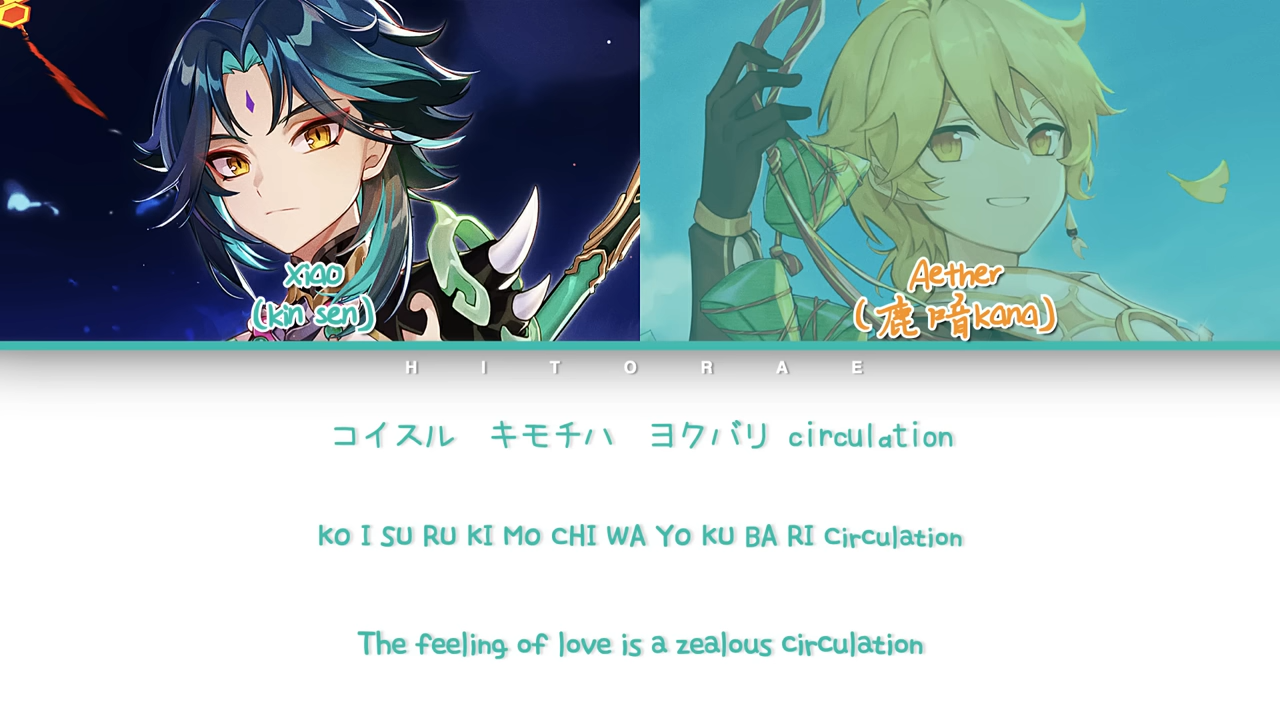 Xiao
(kin sen)
Aether
(鹿喑kana)
HITORAE
コイスル　キモチハ　ヨクバリ circulation
KO I SU RU KI MO CHI WA YO KU BA RI Circulation
The feeling of love is a zealous circulation